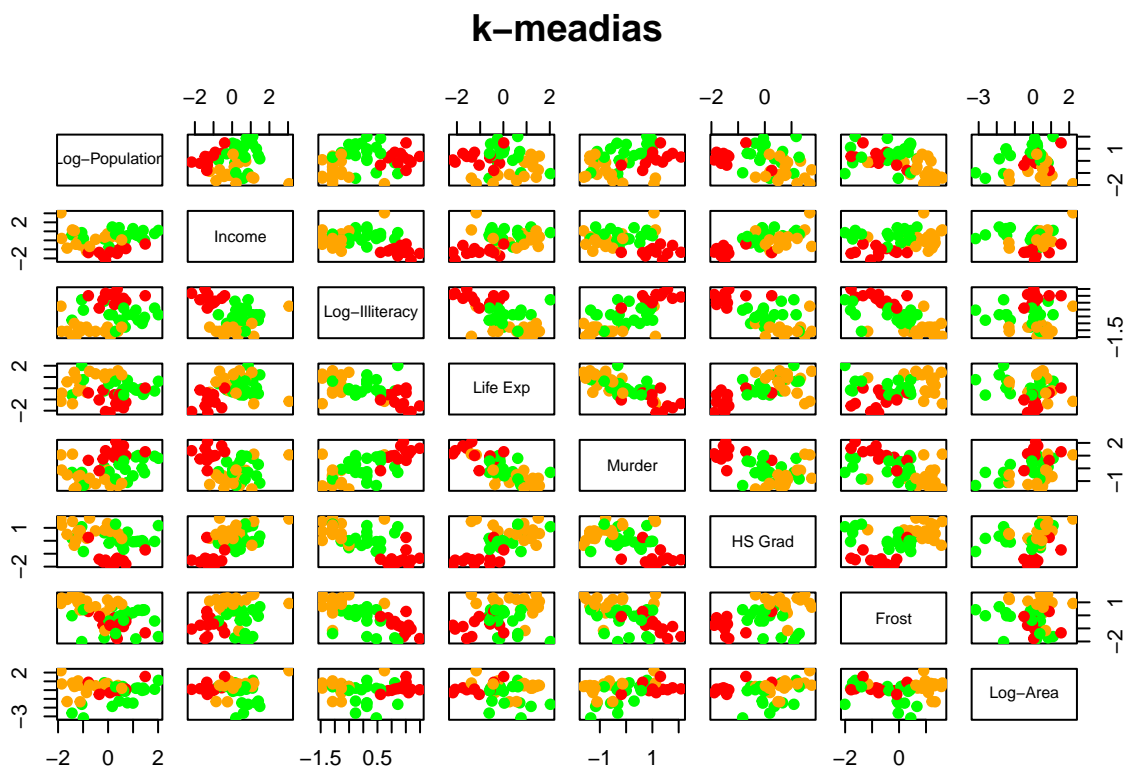 k−meadias
−2 0 2 −2 0 2 −2 0 −3 0 2
Log−Population 1 −2
2 −2 Income
Log−Illiteracy −1.5
2 −2 Life Exp
Murder 2 −1
1 −2 HS Grad
Frost 1 −2
2 −3 Log−Area
−2 0 2 −1.5 0.5 −1 1 −2 0